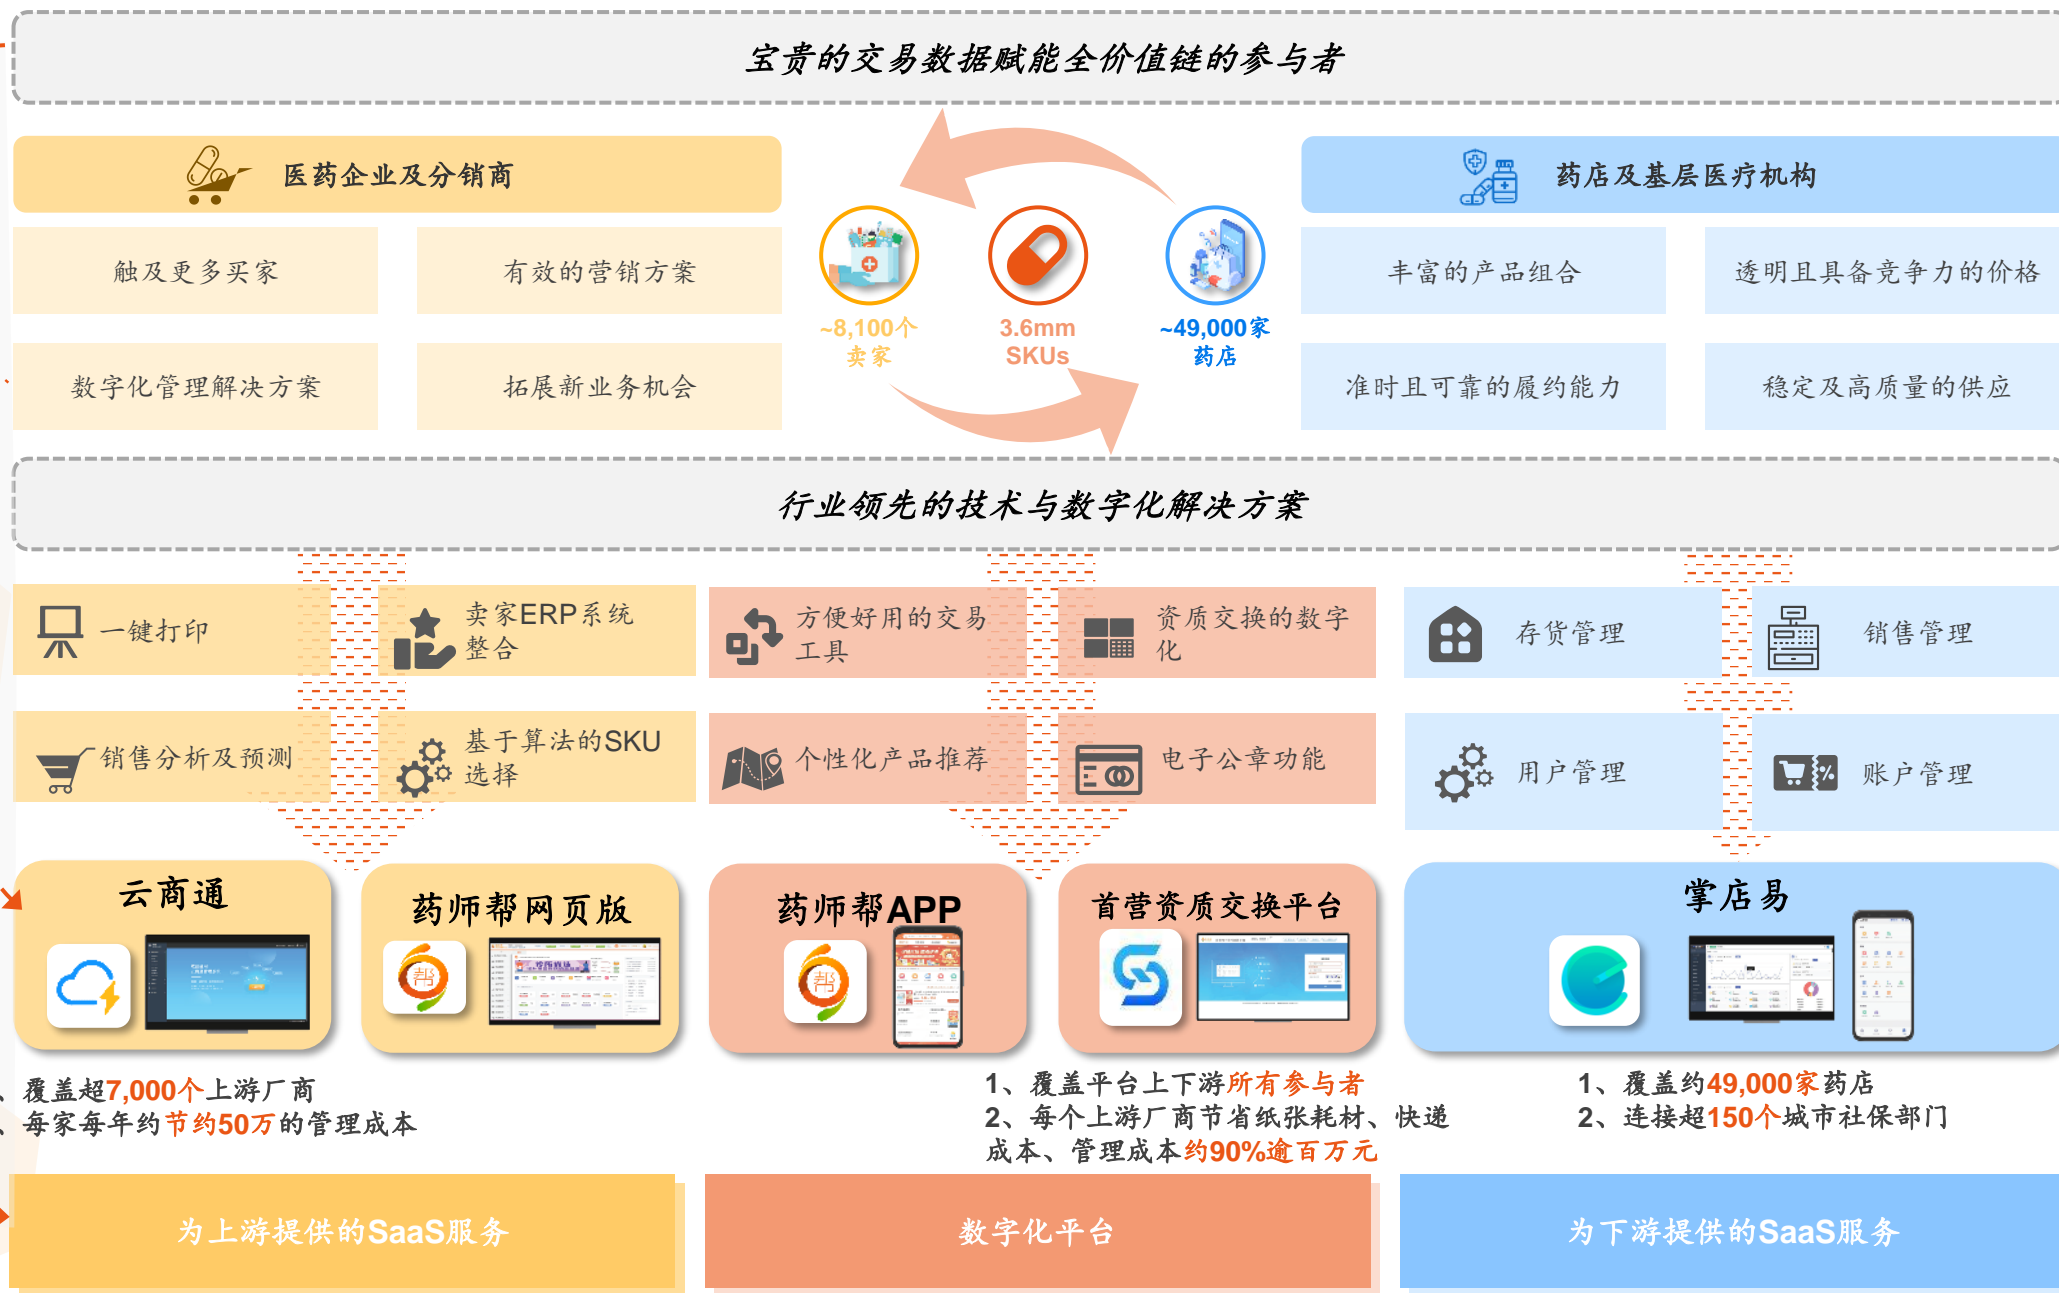 宝贵的交易数据赋能全价值链的参与者
医药企业及分销商
药店及基层医疗机构
触及更多买家
有效的营销方案
数字化管理解决方案
拓展新业务机会
~8,100个
卖家
3.6mm
SKUs
~49,000家
药店
丰富的产品组合
透明且具备竞争力的价格
准时且可靠的履约能力
稳定及高质量的供应
行业领先的技术与数字化解决方案
一键打印
卖家ERP系统
整合
销售分析及预测
基于算法的SKU
选择
方便好用的交易
工具
资质交换的数字
化
个性化产品推荐
电子公章功能
存货管理
销售管理
用户管理
账户管理
云商通
药师帮网页版
帮
药师帮APP
帮
首营资质交换平台
掌店易
、覆盖超7,000个上游厂商
、每家每年约节约50万的管理成本
1、覆盖平台上下游所有参与者
2、每个上游厂商节省纸张耗材、快递
成本、管理成本约90%逾百万元
1、覆盖约49,000家药店
2、连接超150个城市社保部门
为上游提供的SaaS服务
数字化平台
为下游提供的SaaS服务